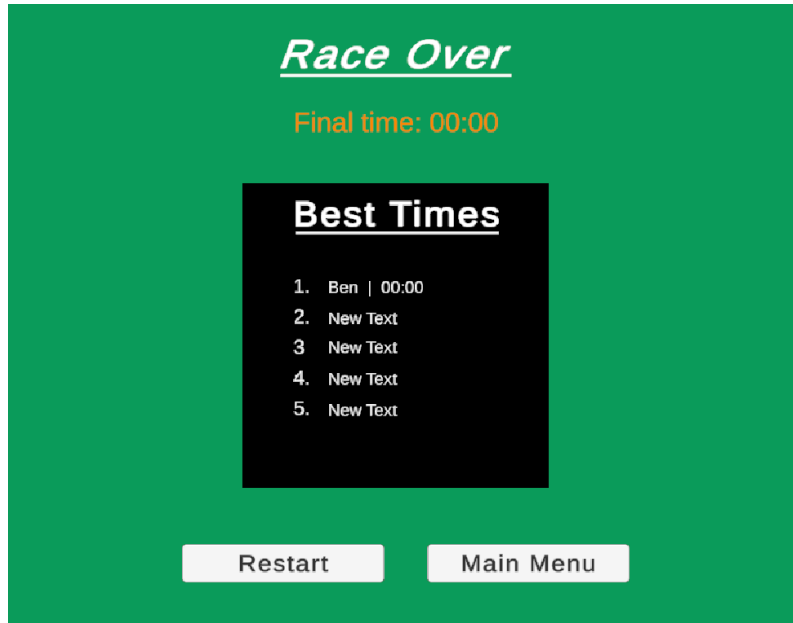 Race Over
Final time: 00:00
Best Times
1. Ben | 00:00
2. New Text
3 New Text
4. New Text
5. New Text
Restart Main Menu